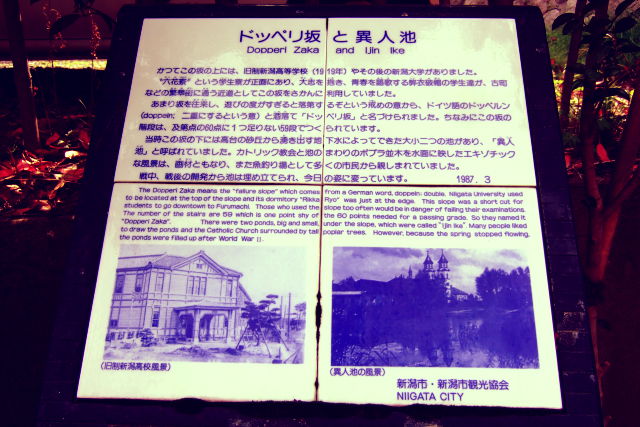 ドッペリ坂 と 異人池
Dopperi Zaka and Ijin Ike
かつてこの坂の上には、旧制新潟高等学校(1919年)やその後の新潟大学がありました。
"六花寮"という学生寮が正面にあり、大志を抱き、青春を謳歌する弊衣破帽の学生達が、古町
などの繁華街に通う近道としてこの坂をさかんに利用していました。
あまり坂を往来し、遊びの度がすぎると落第するぞという戒めの意から、ドイツ語のドッペルン
(doppeln; 二重にするという意)と洒落て「ドッペリ坂」と名づけられました。ちなみにこの坂の
階段は、及第点の60点に1つ足りない59段でつくられています。
当時この坂の下には高台の砂丘から湧き出す地下水によってできた大小二つの池があり、「異人
池」と呼ばれていました。カトリック教会と池のまわりのポプラ並木を水面に映したエキゾチック
な風景は、画材ともなり、また魚釣り場として多くの市民から親しまれていました。
戦中、戦後の開発から池は埋め立てられ、今日の姿に変っています。 1987. 3
The Dopperi Zaka means the "failure slope" which comes from a German word, doppeln: double. Niigata University used
to be located at the top of the slope and its dormitory "Rikka Ryo" was just at the edge. This slope was a short cut for
students to go downtown to Furumachi. Those who used the slope too often would be in danger of failing their examinations.
The number of the stairs are 59 which is one point shy of the 60 points needed for a passing grade. So they named it
"Dopperi Zaka". There were two ponds, big and small, under the slope, which were called "Ijin Ike". Many people liked
to draw the ponds and the Catholic Church surrounded by tall poplar trees. However, because the spring stopped flowing,
the ponds were filled up after World War II.
(旧制新潟高校風景)
(異人池の風景)
新潟市・新潟市観光協会
NIIGATA CITY